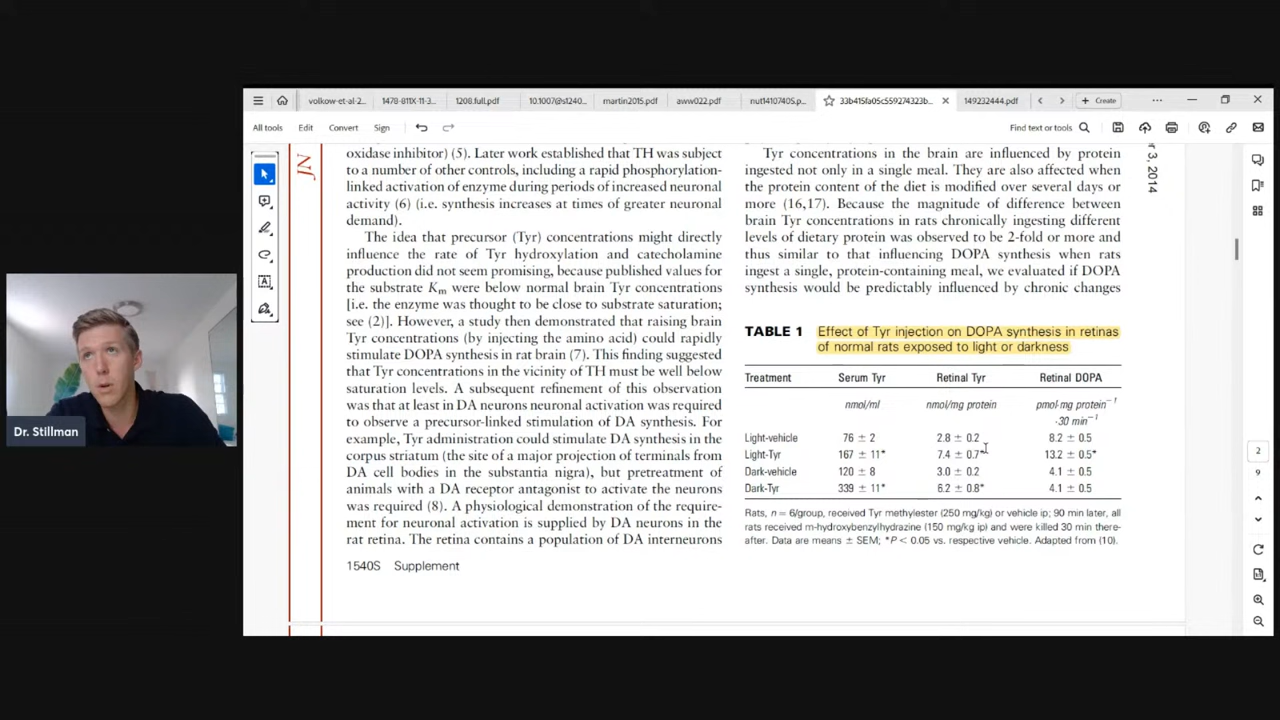 volkow-et-al-2...
1478-811X-11-3...
1208.full.pdf
10.1007@s1240...
martin2015.pdf
aww022.pdf
nut1410740S.p...
33b415fa05c559274323b...
149232444.pdf
Create
All tools
Edit
Convert
Sign
Find text or tools
JN
oxidase inhibitor) (5). Later work established that TH was subject
to a number of other controls, including a rapid phosphorylation-
linked activation of enzyme during periods of increased neuronal
activity (6) (i.e. synthesis increases at times of greater neuronal
demand).
The idea that precursor (Tyr) concentrations might directly
influence the rate of Tyr hydroxylation and catecholamine
production did not seem promising, because published values for
the substrate Km were below normal brain Tyr concentrations
[i.e. the enzyme was thought to be close to substrate saturation;
see (2)]. However, a study then demonstrated that raising brain
Tyr concentrations (by injecting the amino acid) could rapidly
stimulate DOPA synthesis in rat brain (7). This finding suggested
that Tyr concentrations in the vicinity of TH must be well below
saturation levels. A subsequent refinement of this observation
was that at least in DA neurons neuronal activation was required
to observe a precursor-linked stimulation of DA synthesis. For
example, Tyr administration could stimulate DA synthesis in the
corpus striatum (the site of a major projection of terminals from
DA cell bodies in the substantia nigra), but pretreatment of
animals with a DA receptor antagonist to activate the neurons
was required (8). A physiological demonstration of the require-
ment for neuronal activation is supplied by DA neurons in the
rat retina. The retina contains a population of DA interneurons
1540S Supplement
Tyr concentrations in the brain are influenced by protein
ingested not only in a single meal. They are also affected when
the protein content of the diet is modified over several days or
more (16,17). Because the magnitude of difference between
brain Tyr concentrations in rats chronically ingesting different
levels of dietary protein was observed to be 2-fold or more and
thus similar to that influencing DOPA synthesis when rats
ingest a single, protein-containing meal, we evaluated if DOPA
synthesis would be predictably influenced by chronic changes
TABLE 1 Effect of Tyr injection on DOPA synthesis in retinas
of normal rats exposed to light or darkness
Treatment Serum Tyr Retinal Tyr Retinal DOPA
nmol/ml nmol/mg protein pmol·mg protein⁻¹
·30 min⁻¹
Light-vehicle 76 ± 2 2.8 ± 0.2 8.2 ± 0.5
Light-Tyr 167 ± 11* 7.4 ± 0.7* 13.2 ± 0.5*
Dark-vehicle 120 ± 8 3.0 ± 0.2 4.1 ± 0.5
Dark-Tyr 339 ± 11* 6.2 ± 0.8* 4.1 ± 0.5
Rats, n = 6/group, received Tyr methylester (250 mg/kg) or vehicle ip; 90 min later, all
rats received m-hydroxybenzylhydrazine (150 mg/kg ip) and were killed 30 min there-
after. Data are means ± SEM; *P < 0.05 vs. respective vehicle. Adapted from (10).
3, 2014
2
9
Dr. Stillman